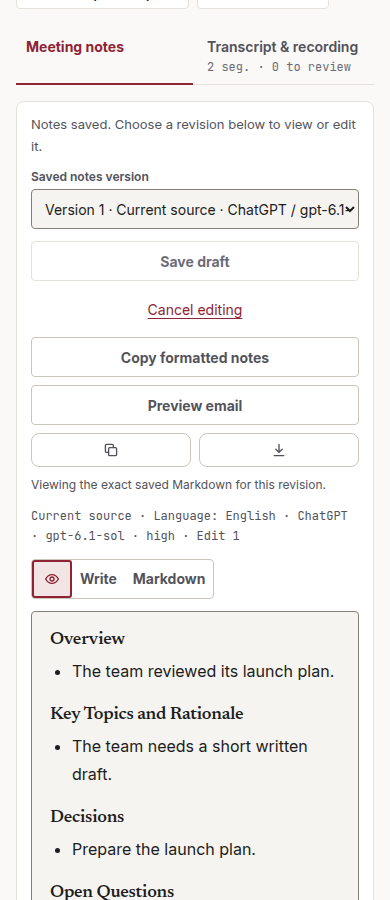 Meeting notes
Transcript & recording
2 seg. · 0 to review
Notes saved. Choose a revision below to view or edit
it.
Saved notes version
Version 1 · Current source · ChatGPT / gpt-6.1
Save draft
Cancel editing
Copy formatted notes
Preview email
Viewing the exact saved Markdown for this revision.
Current source · Language: English · ChatGPT
· gpt-6.1-sol · high · Edit 1
Write Markdown
Overview
• The team reviewed its launch plan.
Key Topics and Rationale
• The team needs a short written
draft.
Decisions
• Prepare the launch plan.
Open Questions